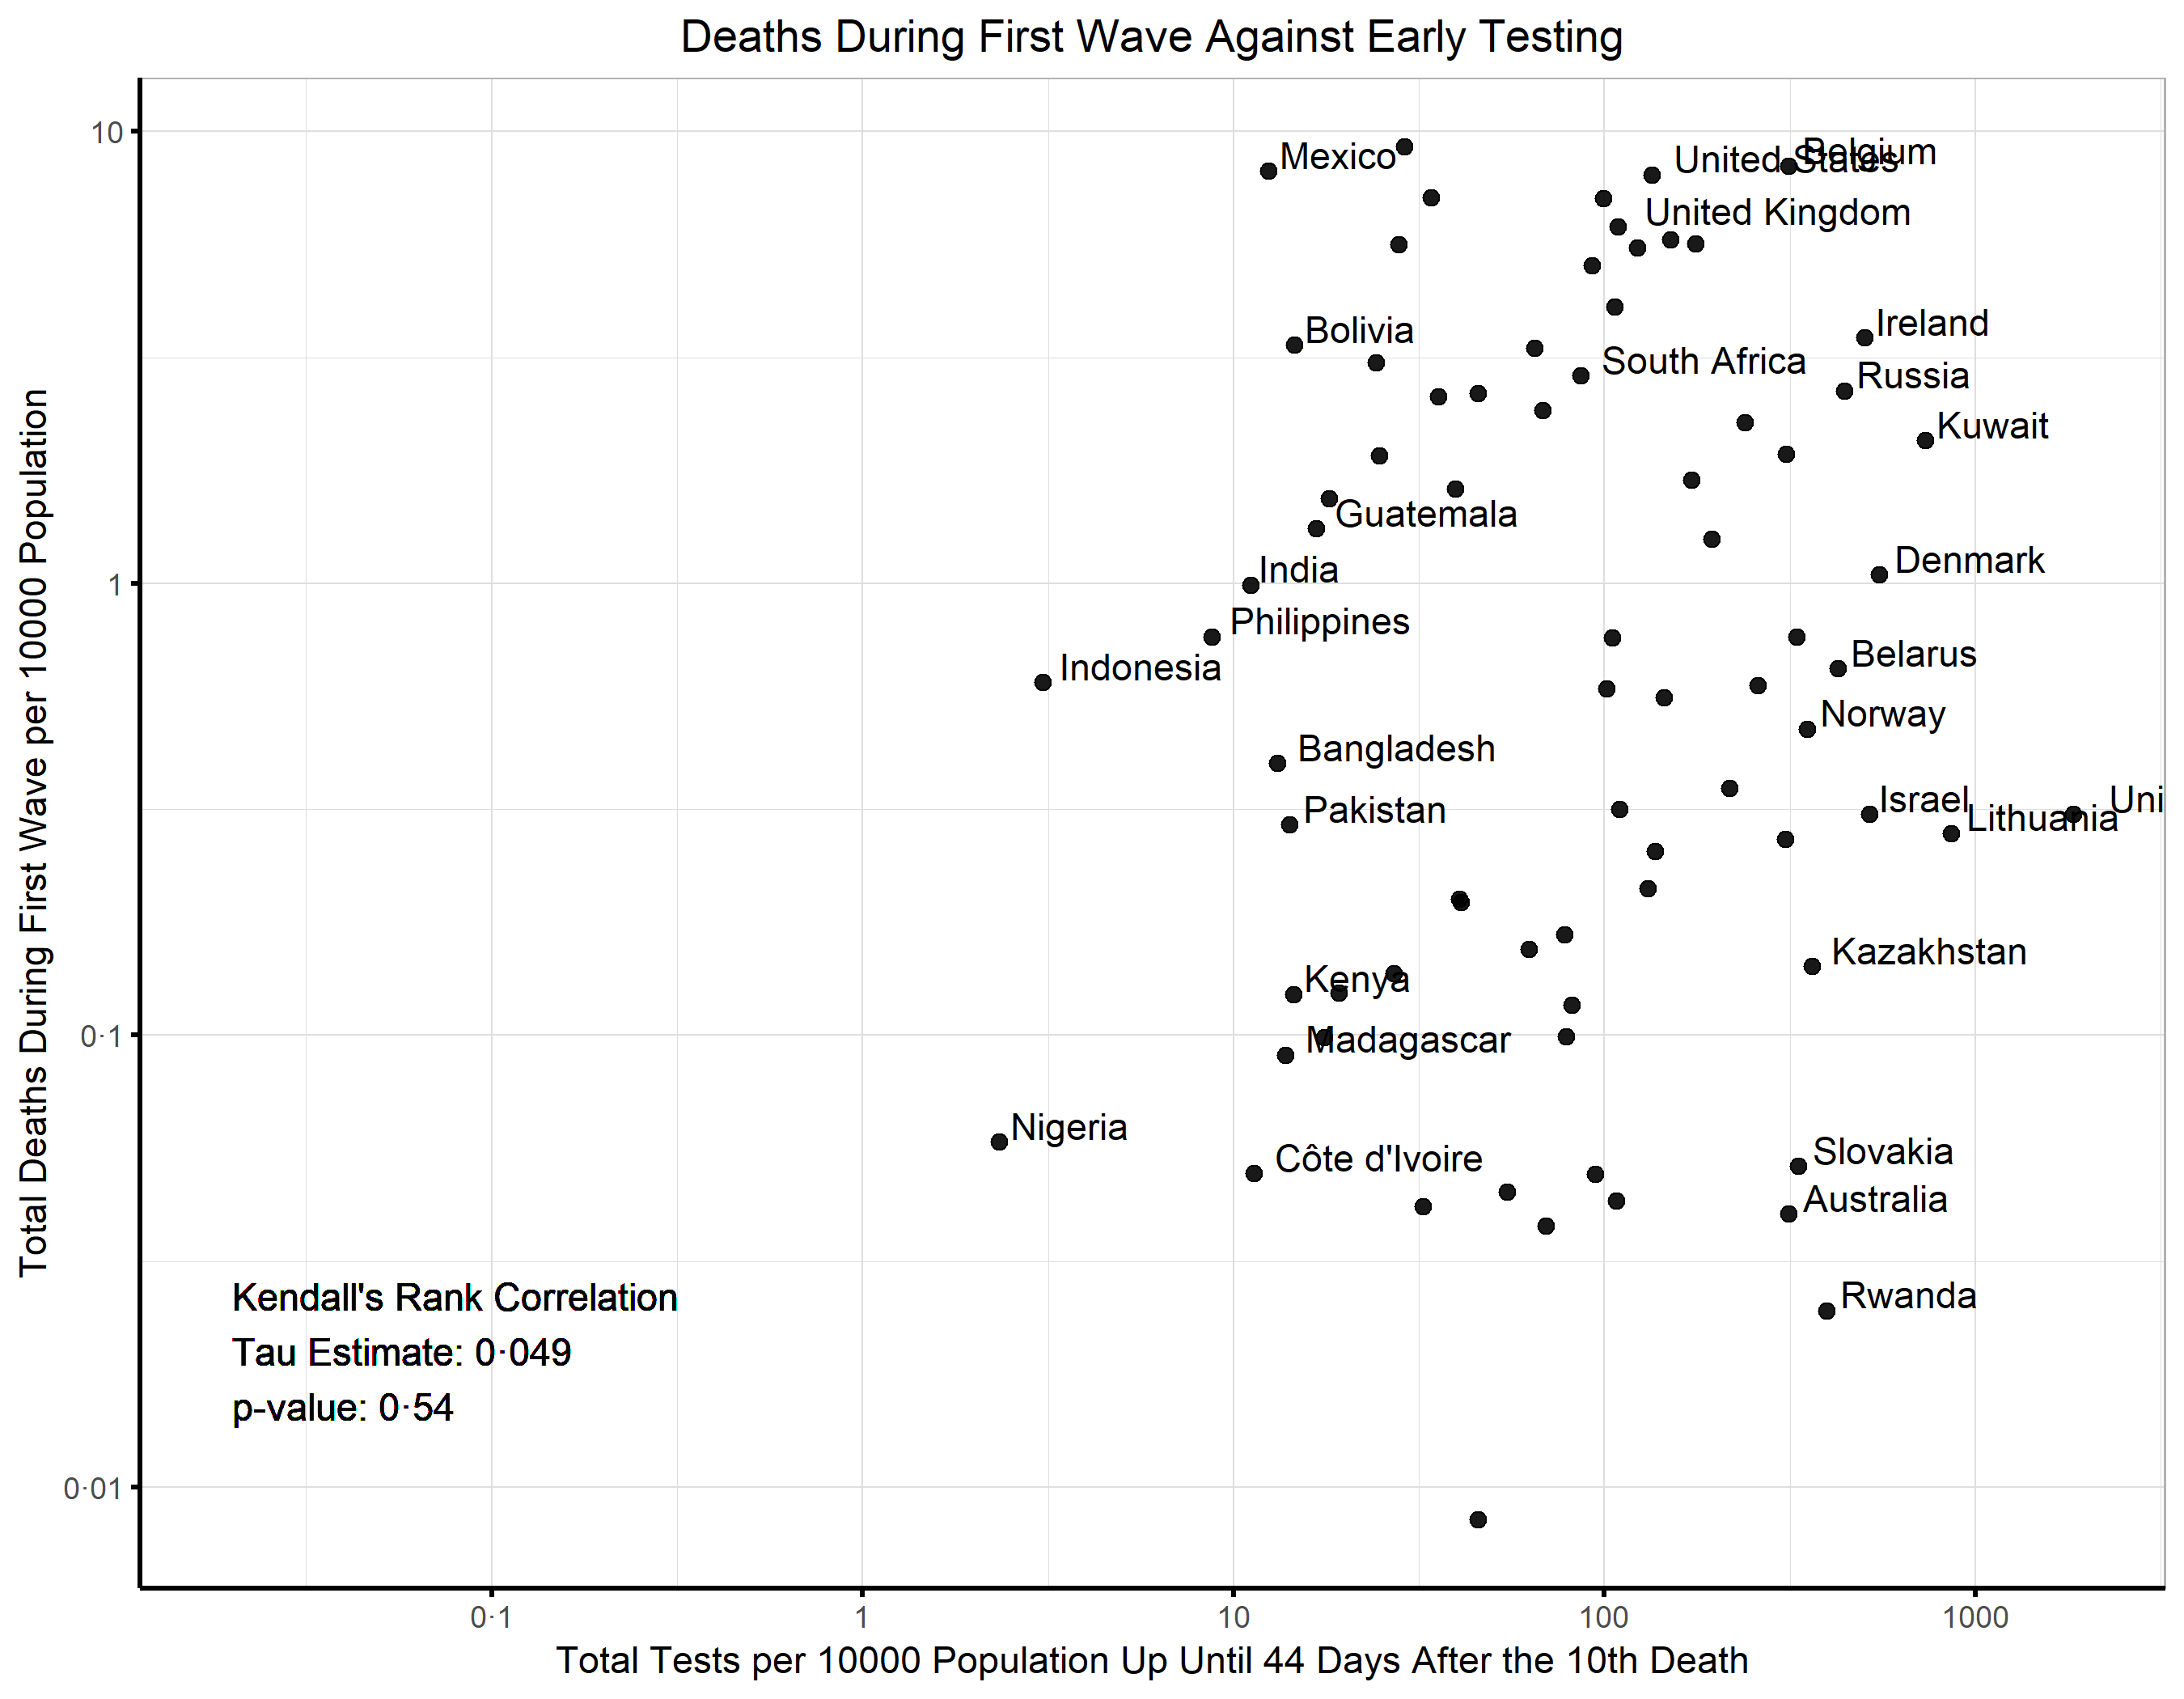 Deaths During First Wave Against Early Testing
Total Deaths During First Wave per 10000 Population
10
1
0·1
0·01
Mexico
United States
Belgium
United Kingdom
Bolivia
Ireland
South Africa
Russia
Kuwait
Guatemala
India
Denmark
Philippines
Indonesia
Belarus
Norway
Bangladesh
Pakistan
Israel
Lithuania
Uni
Kenya
Kazakhstan
Madagascar
Nigeria
Côte d'Ivoire
Slovakia
Australia
Rwanda
Kendall's Rank Correlation
Tau Estimate: 0·049
p-value: 0·54
0·1
1
10
100
1000
Total Tests per 10000 Population Up Until 44 Days After the 10th Death